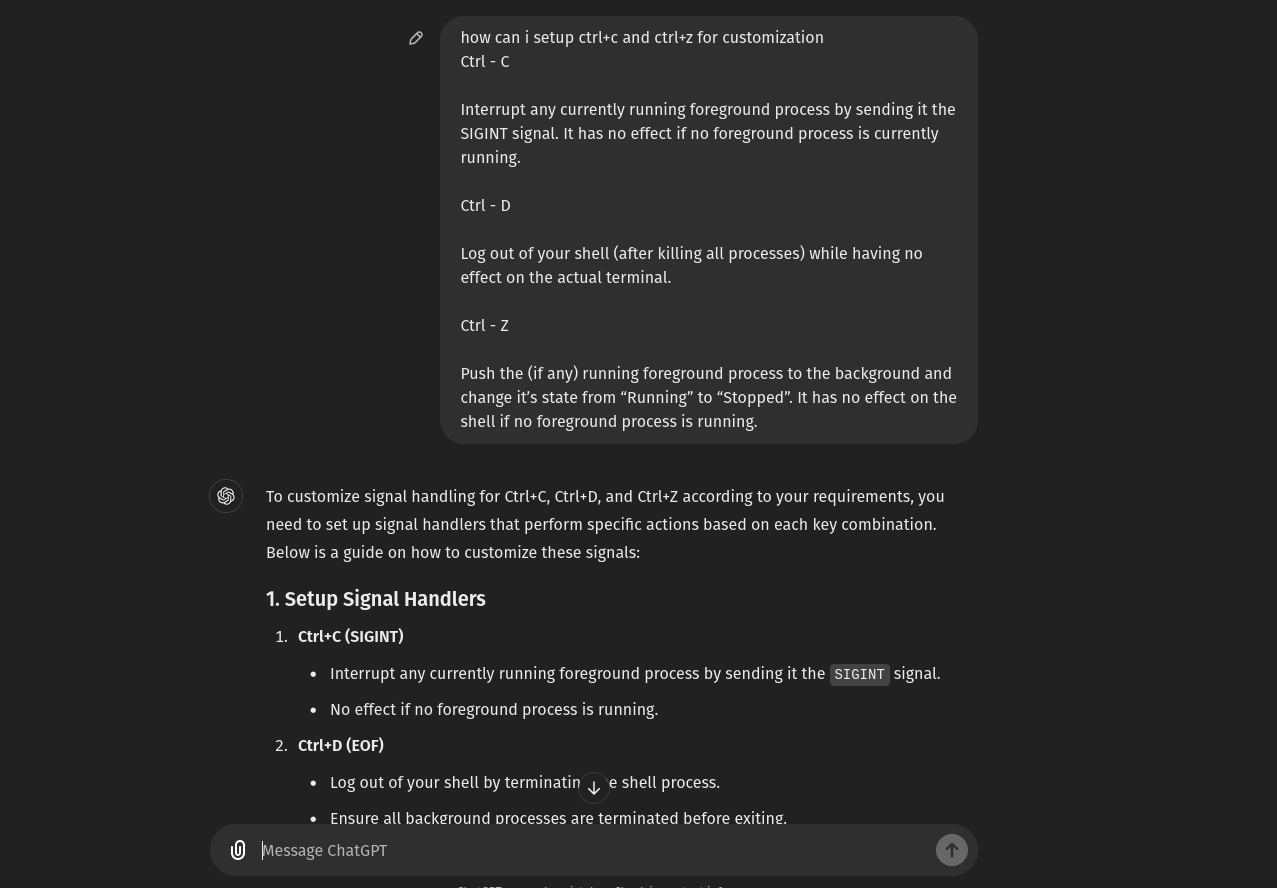 how can i setup ctrl+c and ctrl+z for customization
Ctrl - C
Interrupt any currently running foreground process by sending it the
SIGINT signal. It has no effect if no foreground process is currently
running.
Ctrl - D
Log out of your shell (after killing all processes) while having no
effect on the actual terminal.
Ctrl - Z
Push the (if any) running foreground process to the background and
change it’s state from “Running” to “Stopped”. It has no effect on the
shell if no foreground process is running.
To customize signal handling for Ctrl+C, Ctrl+D, and Ctrl+Z according to your requirements, you
need to set up signal handlers that perform specific actions based on each key combination.
Below is a guide on how to customize these signals:
1. Setup Signal Handlers
1. Ctrl+C (SIGINT)
• Interrupt any currently running foreground process by sending it the SIGINT signal.
• No effect if no foreground process is running.
2. Ctrl+D (EOF)
• Log out of your shell by terminatin e shell process.
• Ensure all background processes are terminated before exiting.
Message ChatGPT